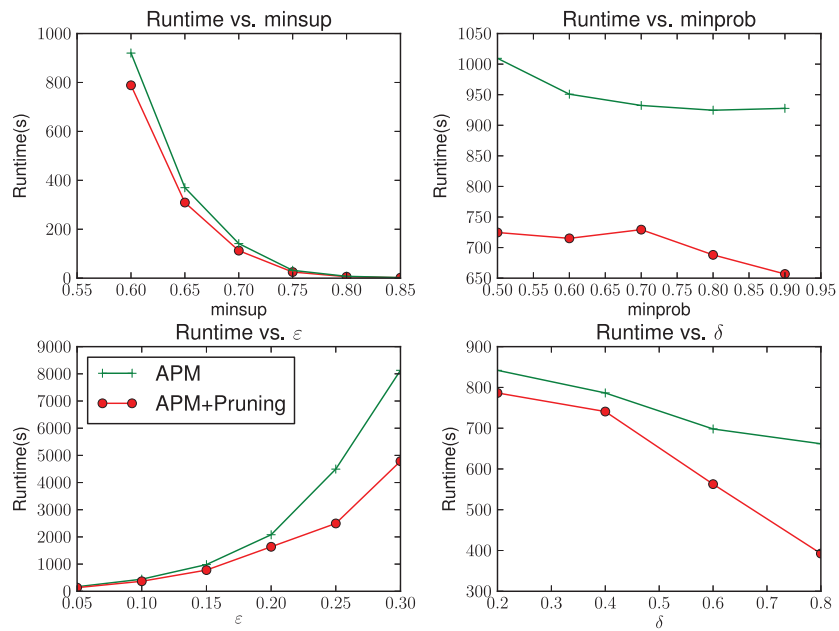 Runtime vs. minsup
1000
800
600
400
200
0
Runtime(s)
0.55 0.60 0.65 0.70 0.75 0.80 0.85
minsup
Runtime vs. minprob
1050
1000
950
900
850
800
750
700
650
Runtime(s)
0.50 0.55 0.60 0.65 0.70 0.75 0.80 0.85 0.90 0.95
minprob
Runtime vs. ε
9000
8000
7000
6000
5000
4000
3000
2000
1000
0
Runtime(s)
APM
APM+Pruning
0.05 0.10 0.15 0.20 0.25 0.30
ε
Runtime vs. δ
900
800
700
600
500
400
300
Runtime(s)
0.2 0.3 0.4 0.5 0.6 0.7 0.8
δ